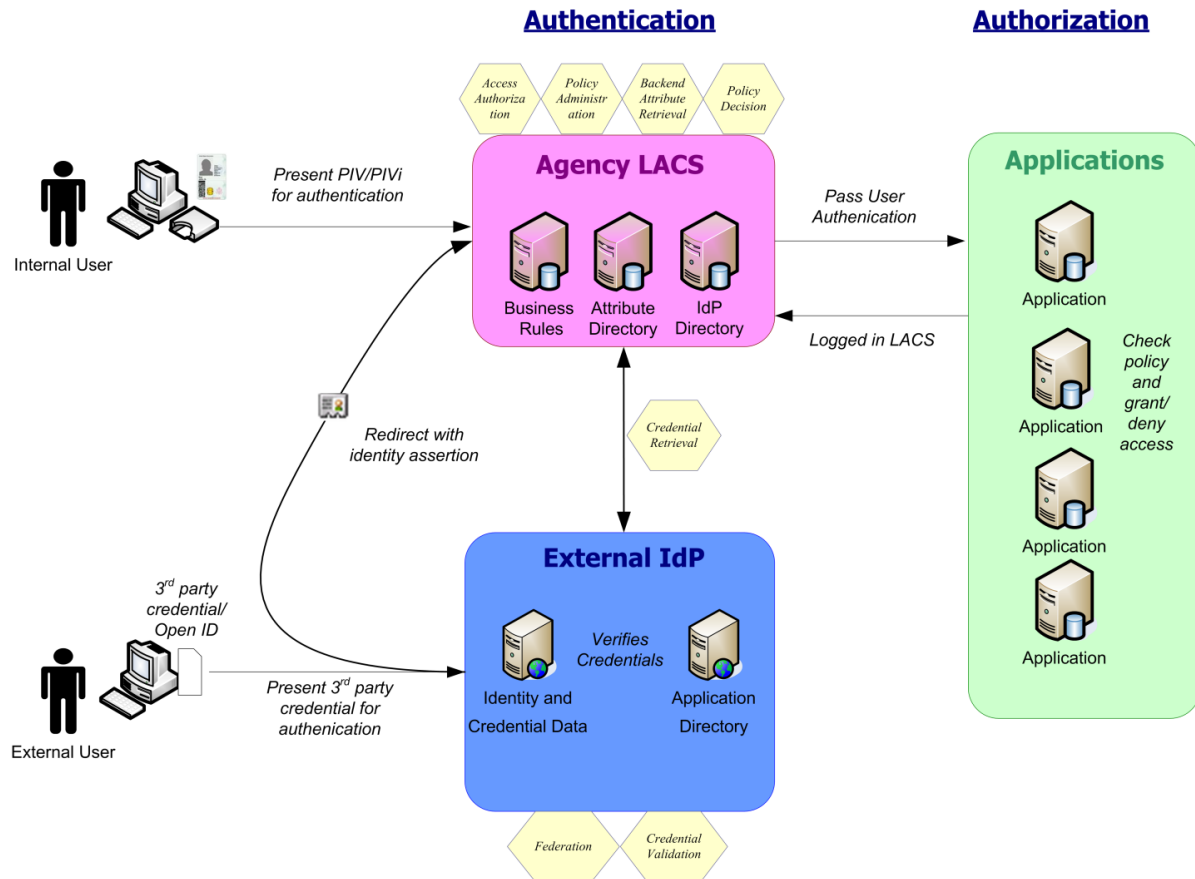 Authentication
Authorization
Access
Authoriza
tion
Policy
Administr
ation
Backend
Attribute
Retrieval
Policy
Decision
Agency LACS
Applications
Present PIV/PIVi
for authentication
Internal User
Business
Rules
Attribute
Directory
IdP
Directory
Pass User
Authenication
Logged in LACS
Application
Application
Application
Application
Check
policy
and
grant/
deny
access
Redirect with
identity assertion
Credential
Retrieval
External IdP
3rd party
credential/
Open ID
Present 3rd party
credential for
authenication
External User
Verifies
Credentials
Identity and
Credential Data
Application
Directory
Federation
Credential
Validation